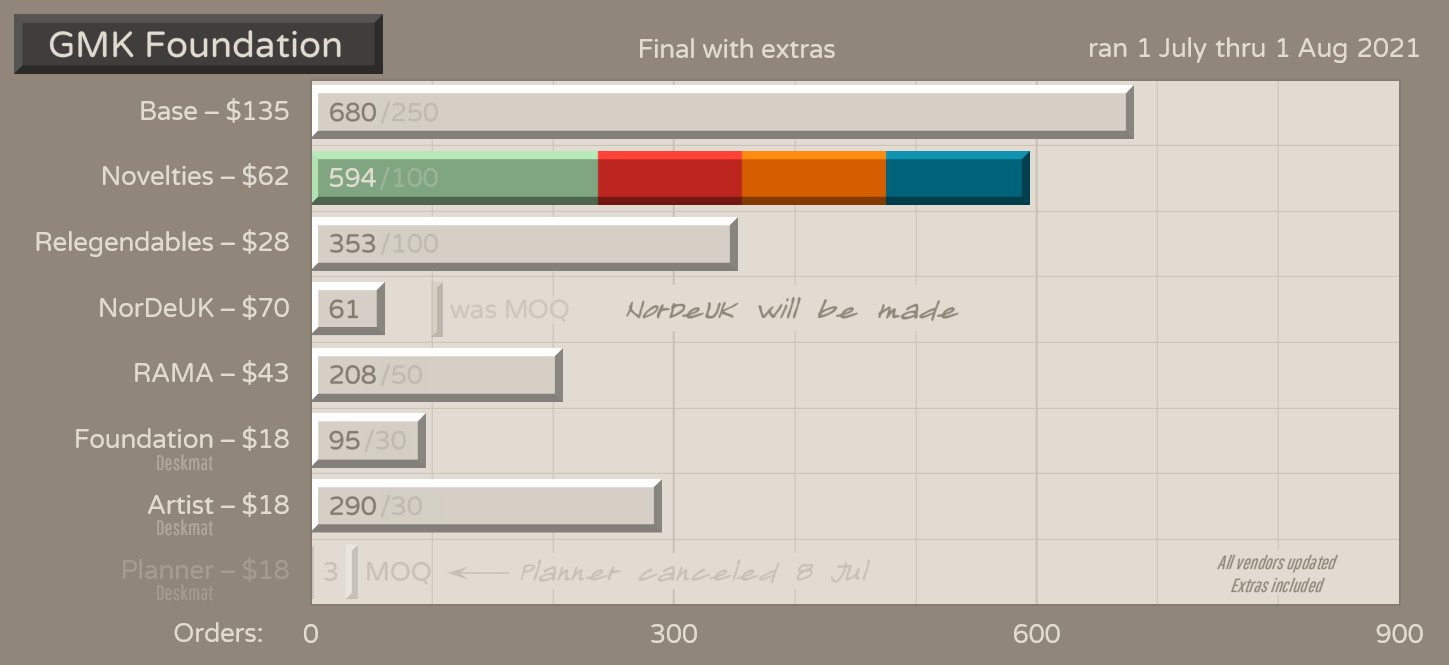 GMK Foundation
Final with extras
ran 1 July thru 1 Aug 2021
Base – $135
680/250
Novelties – $62
594/100
Relegendables – $28
353/100
NorDeUK – $70
61
was MOQ
NorDeUK will be made
RAMA – $43
208/50
Foundation – $18
Deskmat
95/30
Artist – $18
Deskmat
290/30
Planner – $18
Deskmat
3
MOQ
Planner canceled 8 Jul
All vendors updated
Extras included
Orders:
0
300
600
900